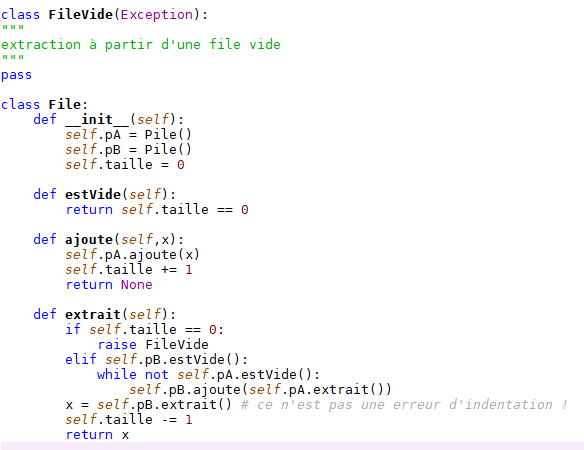 class FileVide(Exception):
"""
extraction à partir d'une file vide
"""
pass
class File:
    def __init__(self):
        self.pA = Pile()
        self.pB = Pile()
        self.taille = 0
    def estVide(self):
        return self.taille == 0
    def ajoute(self,x):
        self.pA.ajoute(x)
        self.taille += 1
        return None
    def extrait(self):
        if self.taille == 0:
            raise FileVide
        elif self.pB.estVide():
            while not self.pA.estVide():
                self.pB.ajoute(self.pA.extrait())
        x = self.pB.extrait() # ce n'est pas une erreur d'indentation !
        self.taille -= 1
        return x